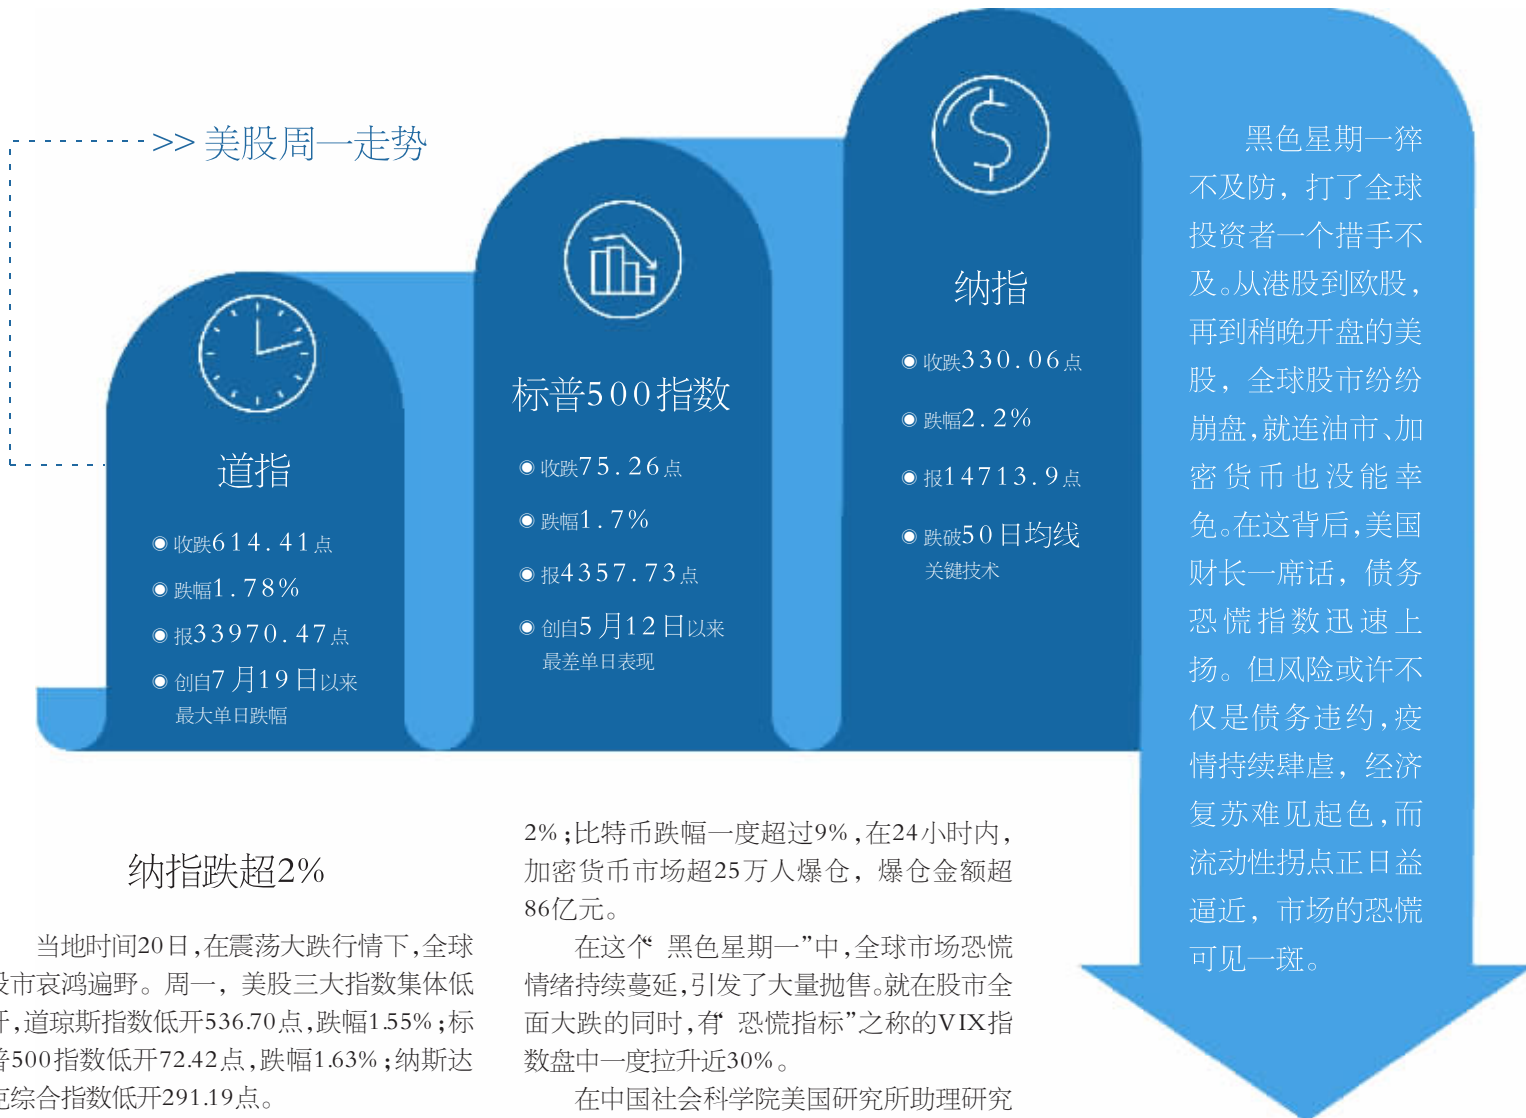 >> 美股周一走势
道指
收跌614.41点
跌幅1.78%
报33970.47点
创自7月19日以来
最大单日跌幅
标普500指数
收跌75.26点
跌幅1.7%
报4357.73点
创自5月12日以来
最差单日表现
纳指
收跌330.06点
跌幅2.2%
报14713.9点
跌破50日均线
关键技术
黑色星期一猝
不及防，打了全球
投资者一个措手不
及。从港股到欧股，
再到稍晚开盘的美
股，全球股市纷纷
崩盘，就连油市、加
密货币也没能幸
免。在这背后，美国
财长一席话，债务
恐慌指数迅速上
扬。但风险或许不
仅是债务违约，疫
情持续肆虐，经济
复苏难见起色，而
流动性拐点正日益
逼近，市场的恐慌
可见一斑。
纳指跌超2%
当地时间20日，在震荡大跌行情下，全球
股市哀鸿遍野。周一，美股三大指数集体低
开，道琼斯指数低开536.70点，跌幅1.55%；标
普500指数低开72.42点，跌幅1.63%；纳斯达
克综合指数低开291.19点。
2%；比特币跌幅一度超过9%，在24小时内，
加密货币市场超25万人爆仓，爆仓金额超
86亿元。
在这个“黑色星期一”中，全球市场恐慌
情绪持续蔓延，引发了大量抛售。就在股市全
面大跌的同时，有“恐慌指标”之称的VIX指
数盘中一度拉升近30%。
在中国社会科学院美国研究所助理研究